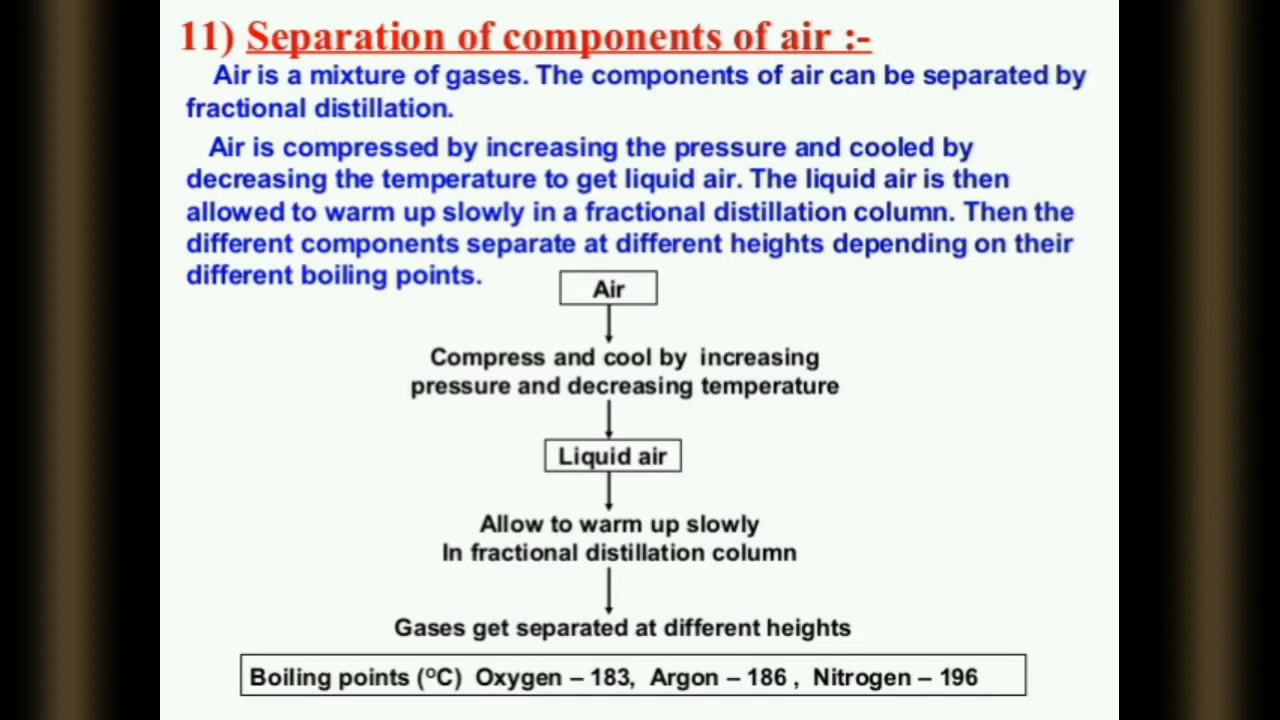 11) Separation of components of air :-
Air is a mixture of gases. The components of air can be separated by
fractional distillation.
Air is compressed by increasing the pressure and cooled by
decreasing the temperature to get liquid air. The liquid air is then
allowed to warm up slowly in a fractional distillation column. Then the
different components separate at different heights depending on their
different boiling points.
Air
Compress and cool by increasing
pressure and decreasing temperature
Liquid air
Allow to warm up slowly
In fractional distillation column
Gases get separated at different heights
Boiling points (ºC) Oxygen – 183, Argon – 186 , Nitrogen – 196